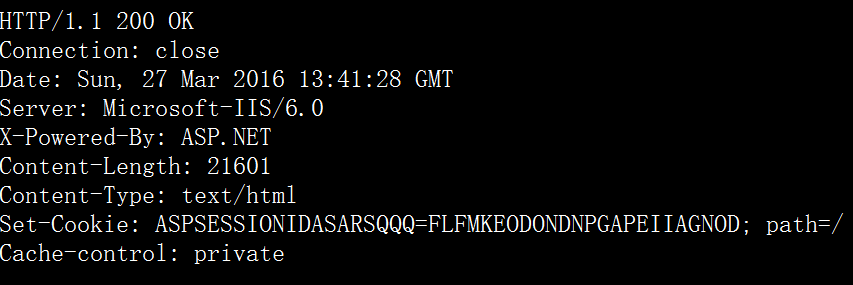 HTTP/1.1 200 OK
Connection: close
Date: Sun, 27 Mar 2016 13:41:28 GMT
Server: Microsoft-IIS/6.0
X-Powered-By: ASP.NET
Content-Length: 21601
Content-Type: text/html
Set-Cookie: ASPSESSIONIDASARSQQQ=FLFMKEODONDNPGAPEIIAGNOD; path=/
Cache-control: private